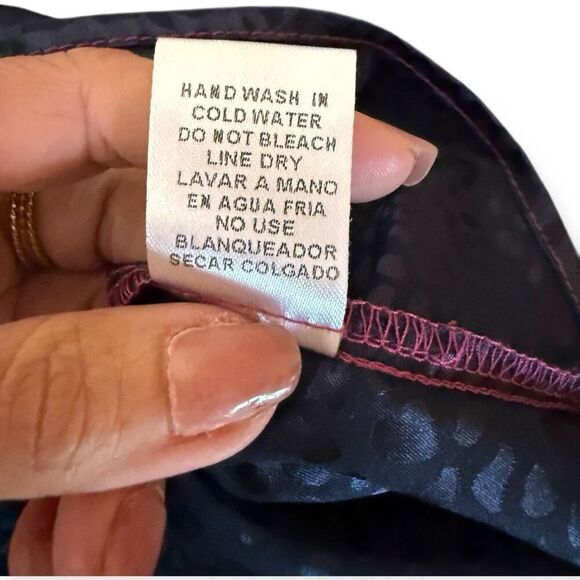 HAND WASH IN
COLD WATER
DO NOT BLEACH
LINE DRY
LAVAR A MANO
EN AGUA FRIA
NO USE
BLANQUEADOR
SECAR COLGADO